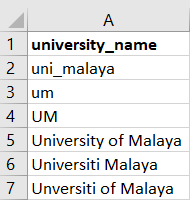 A
1 university_name
2 uni_malaya
3 um
4 UM
5 University of Malaya
6 Universiti Malaya
7 Unversiti of Malaya